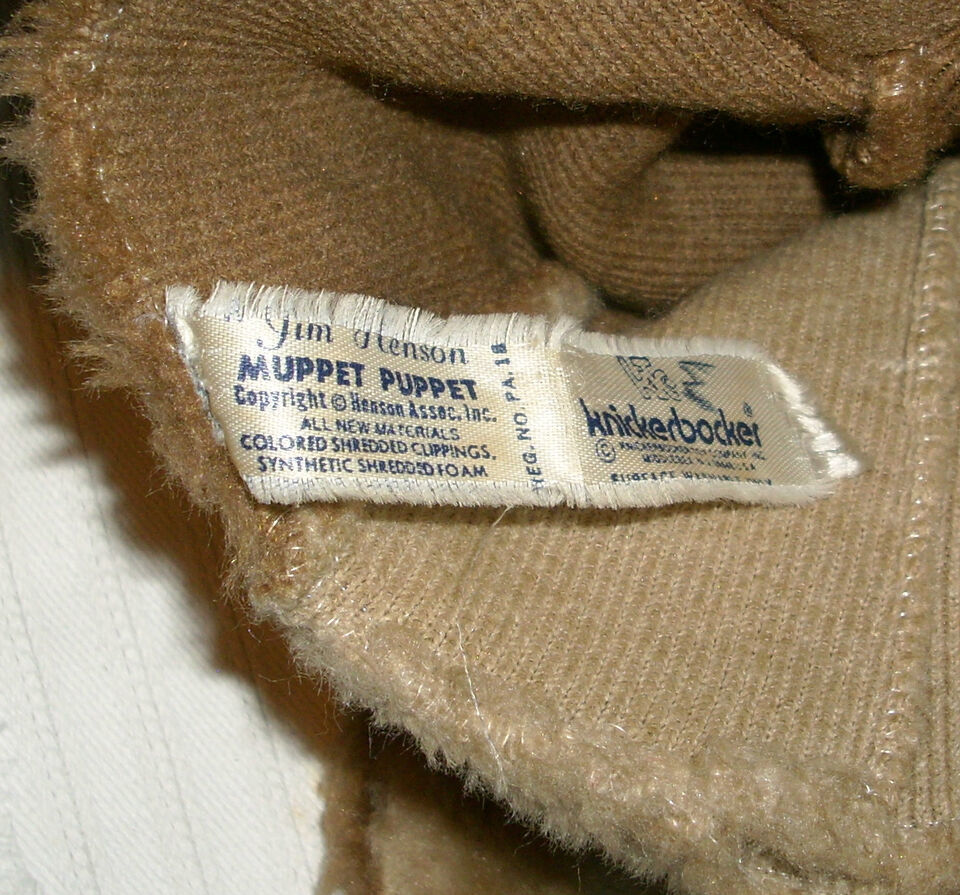 Jim Henson
MUPPET PUPPET
Copyright © Henson Assoc. Inc.
ALL NEW MATERIALS
COLORED SHREDDED CLIPPINGS,
SYNTHETIC SHREDDED FOAM
REG. NO. PA. 18
knickerbocker®
©